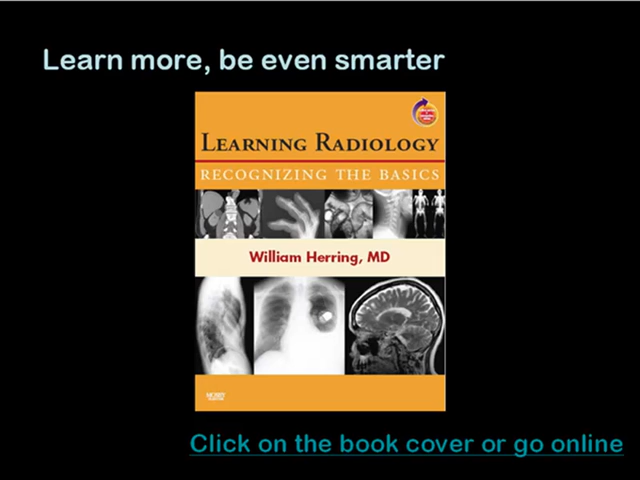 Learn more, be even smarter
LEARNING RADIOLOGY
RECOGNIZING THE BASICS
William Herring, MD
MOSBY
Click on the book cover or go online